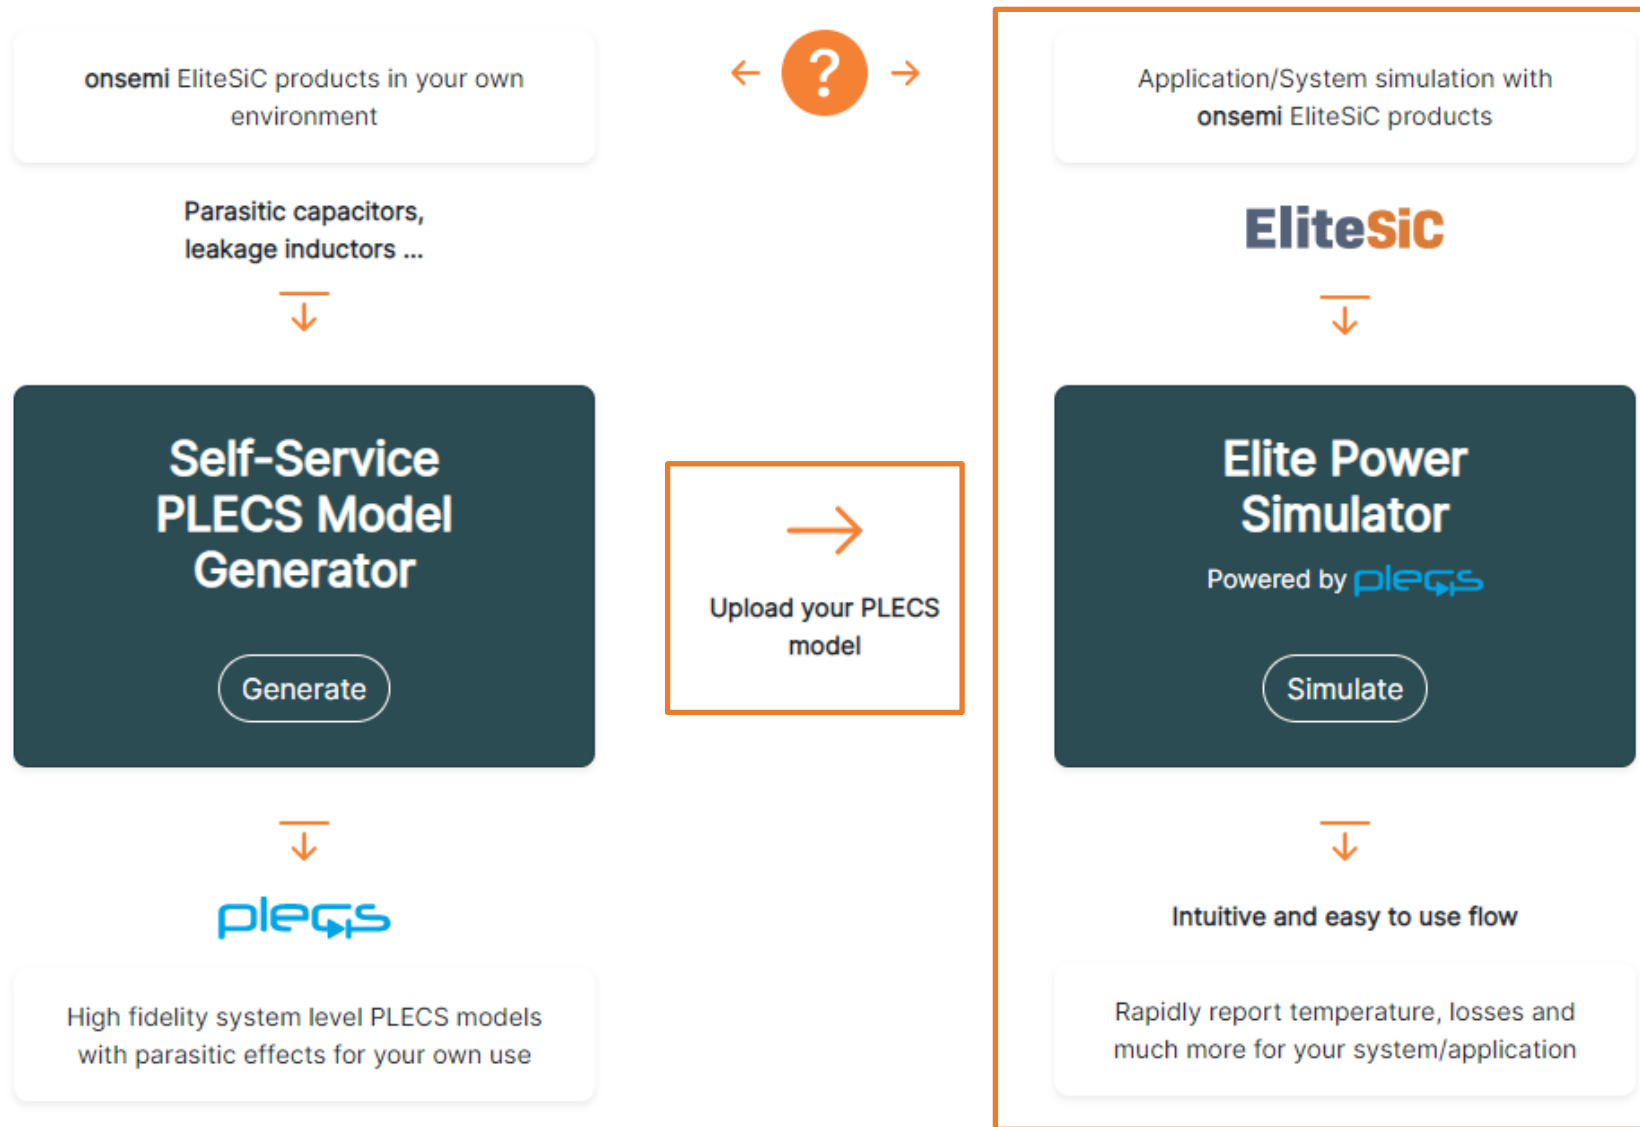 onsemi EliteSiC products in your own
environment
Parasitic capacitors,
leakage inductors ...
Self-Service
PLECS Model
Generator
Generate
plecs
High fidelity system level PLECS models
with parasitic effects for your own use
?
Upload your PLECS
model
Application/System simulation with
onsemi EliteSiC products
EliteSiC
Elite Power
Simulator
Powered by plecs
Simulate
Intuitive and easy to use flow
Rapidly report temperature, losses and
much more for your system/application